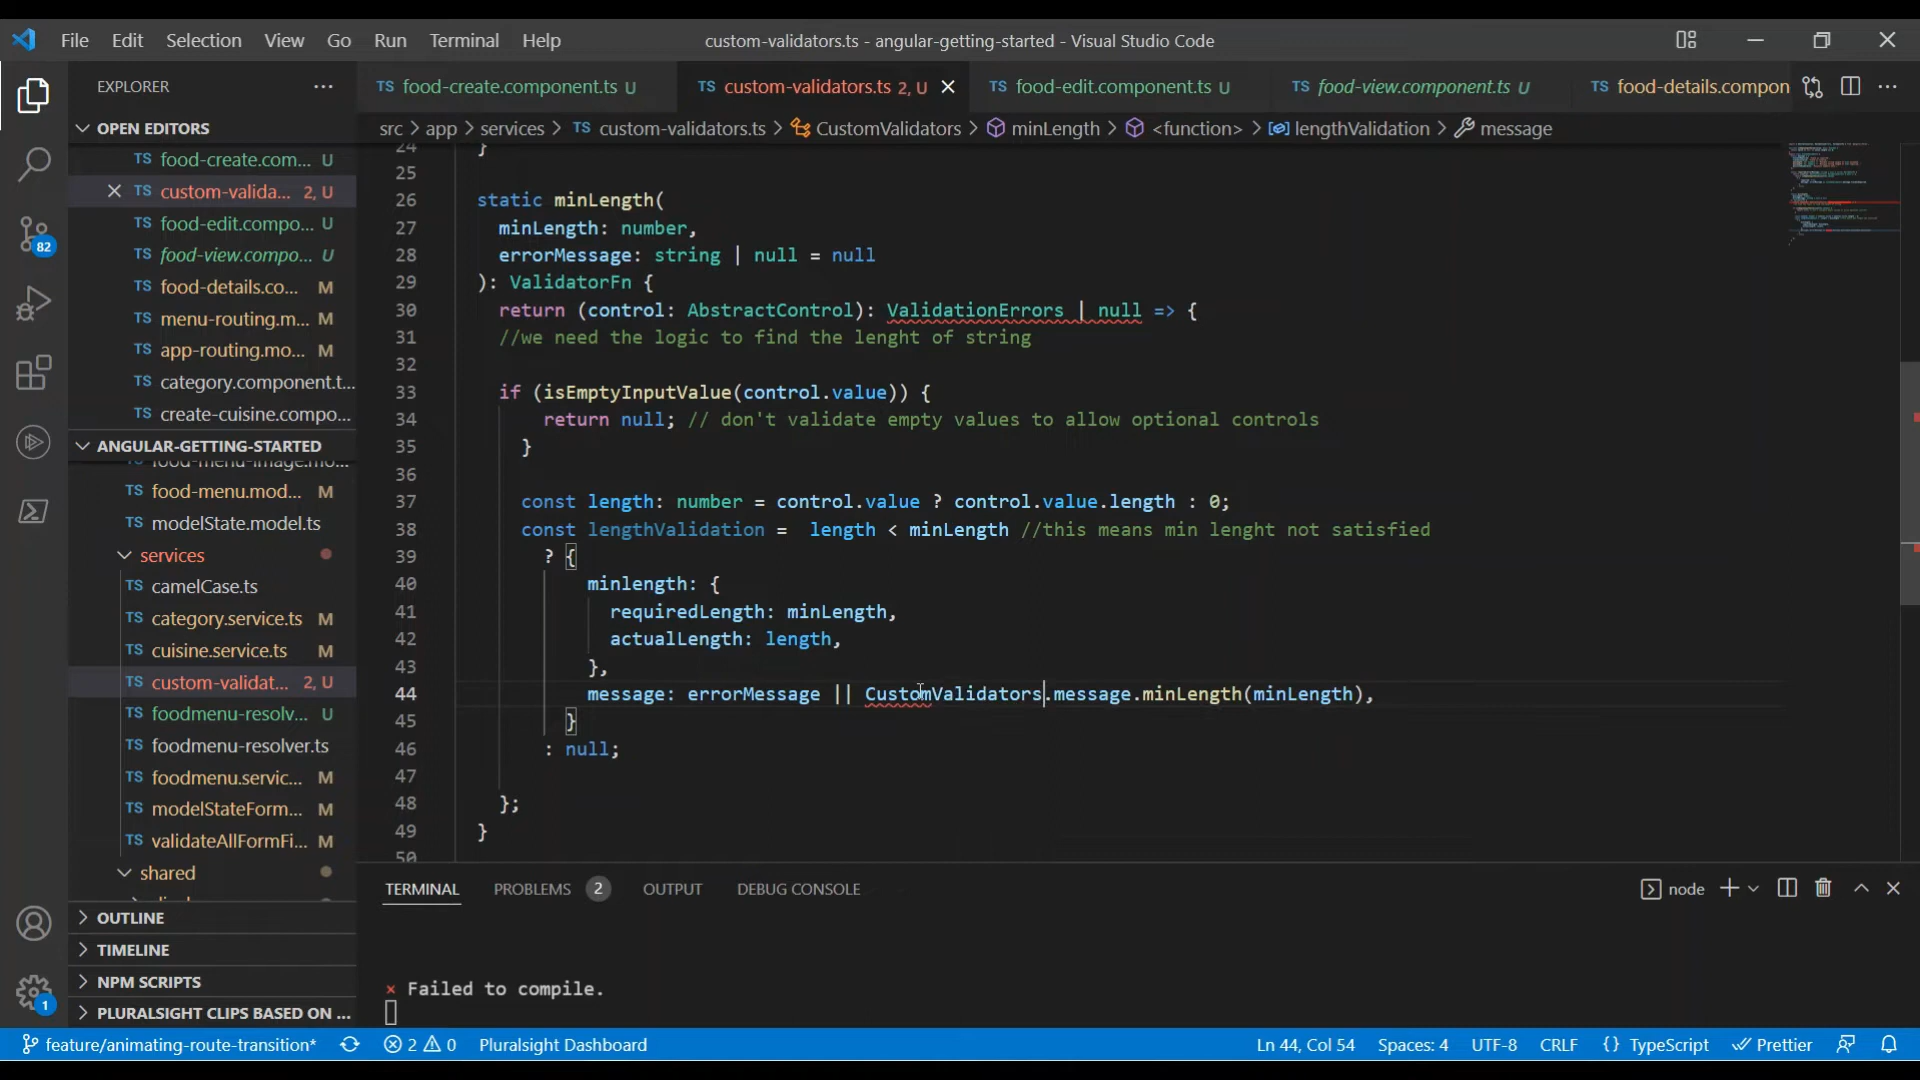 File Edit Selection View Go Run Terminal Help
custom-validators.ts - angular-getting-started - Visual Studio Code
EXPLORER
TS food-create.component.ts U
TS custom-validators.ts 2, U
TS food-edit.component.ts U
TS food-view.component.ts U
TS food-details.compon
src > app > services > TS custom-validators.ts > CustomValidators > minLength > <function> > lengthValidation > message
OPEN EDITORS
TS food-create.com... U
TS custom-valida... 2, U
TS food-edit.compo... U
TS food-view.compo... U
TS food-details.co... M
TS menu-routing.m... M
TS app-routing.mo... M
TS category.component.t...
TS create-cuisine.compo...
ANGULAR-GETTING-STARTED
TS food-menu-image.mo...
TS food-menu.mod... M
TS modelState.model.ts
services
TS camelCase.ts
TS category.service.ts M
TS cuisine.service.ts M
TS custom-validat... 2, U
TS foodmenu-resolv... U
TS foodmenu-resolver.ts
TS foodmenu.servic... M
TS modelStateForm... M
TS validateAllFormFi... M
shared
OUTLINE
TIMELINE
NPM SCRIPTS
PLURALSIGHT CLIPS BASED ON ...
82
1
24 }
25
26 static minLength(
27 minLength: number,
28 errorMessage: string | null = null
29 ): ValidatorFn {
30 return (control: AbstractControl): ValidationErrors | null => {
31 //we need the logic to find the lenght of string
32
33 if (isEmptyInputValue(control.value)) {
34 return null; // don't validate empty values to allow optional controls
35 }
36
37 const length: number = control.value ? control.value.length : 0;
38 const lengthValidation = length < minLength //this means min lenght not satisfied
39 ? {
40 minlength: {
41 requiredLength: minLength,
42 actualLength: length,
43 },
44 message: errorMessage || CustomValidators.message.minLength(minLength),
45 }
46 : null;
47
48 };
49 }
50
TERMINAL PROBLEMS 2 OUTPUT DEBUG CONSOLE
node
× Failed to compile.
feature/animating-route-transition* 2 0 Pluralsight Dashboard
Ln 44, Col 54 Spaces: 4 UTF-8 CRLF {} TypeScript Prettier